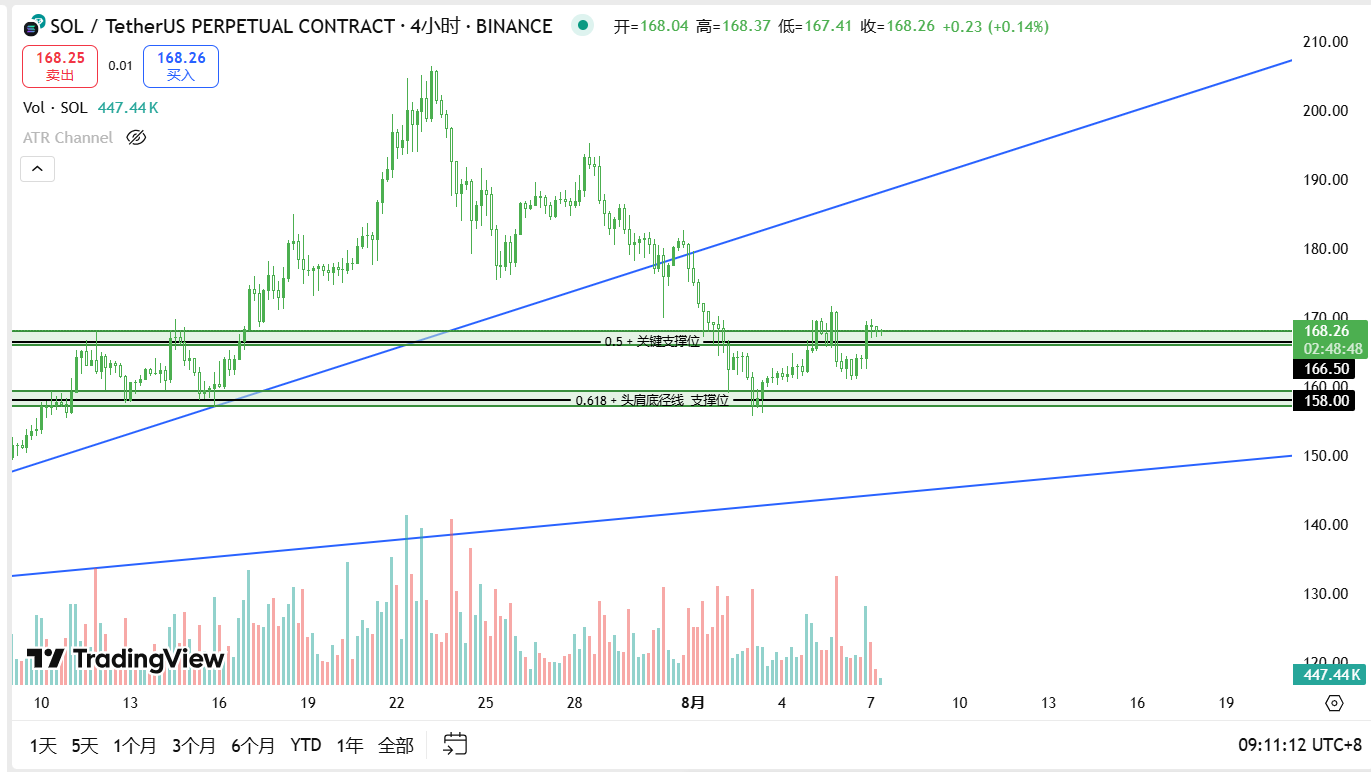 SOL / TetherUS PERPETUAL CONTRACT · 4小时 · BINANCE 开=168.04 高=168.37 低=167.41 收=168.26 +0.23 (+0.14%)
168.25 0.01 168.26
卖出 买入
Vol · SOL 447.44 K
ATR Channel
210.00
200.00
190.00
180.00
170.00
168.26
02:48:48
0.5 + 关键支撑位
166.50
160.00
0.618 + 头肩底径线 支撑位
158.00
150.00
140.00
130.00
120.00
TradingView
447.44 K
10 13 16 19 22 25 28 8月 4 7 10 13 16 19
1天 5天 1个月 3个月 6个月 YTD 1年 全部
09:11:12 UTC+8